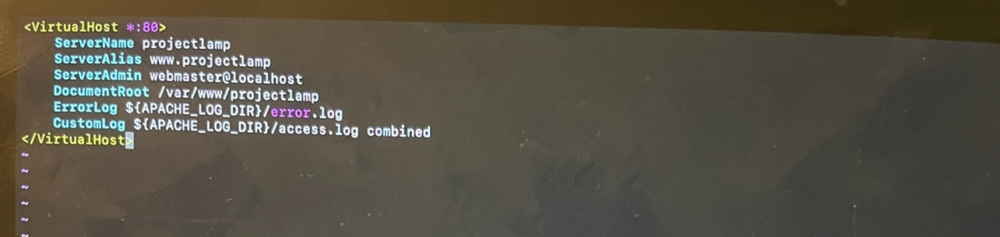 <VirtualHost *:80>
    ServerName projectlamp
    ServerAlias www.projectlamp
    ServerAdmin webmaster@localhost
    DocumentRoot /var/www/projectlamp
    ErrorLog ${APACHE_LOG_DIR}/error.log
    CustomLog ${APACHE_LOG_DIR}/access.log combined
</VirtualHost>
~
~
~
~
~
~